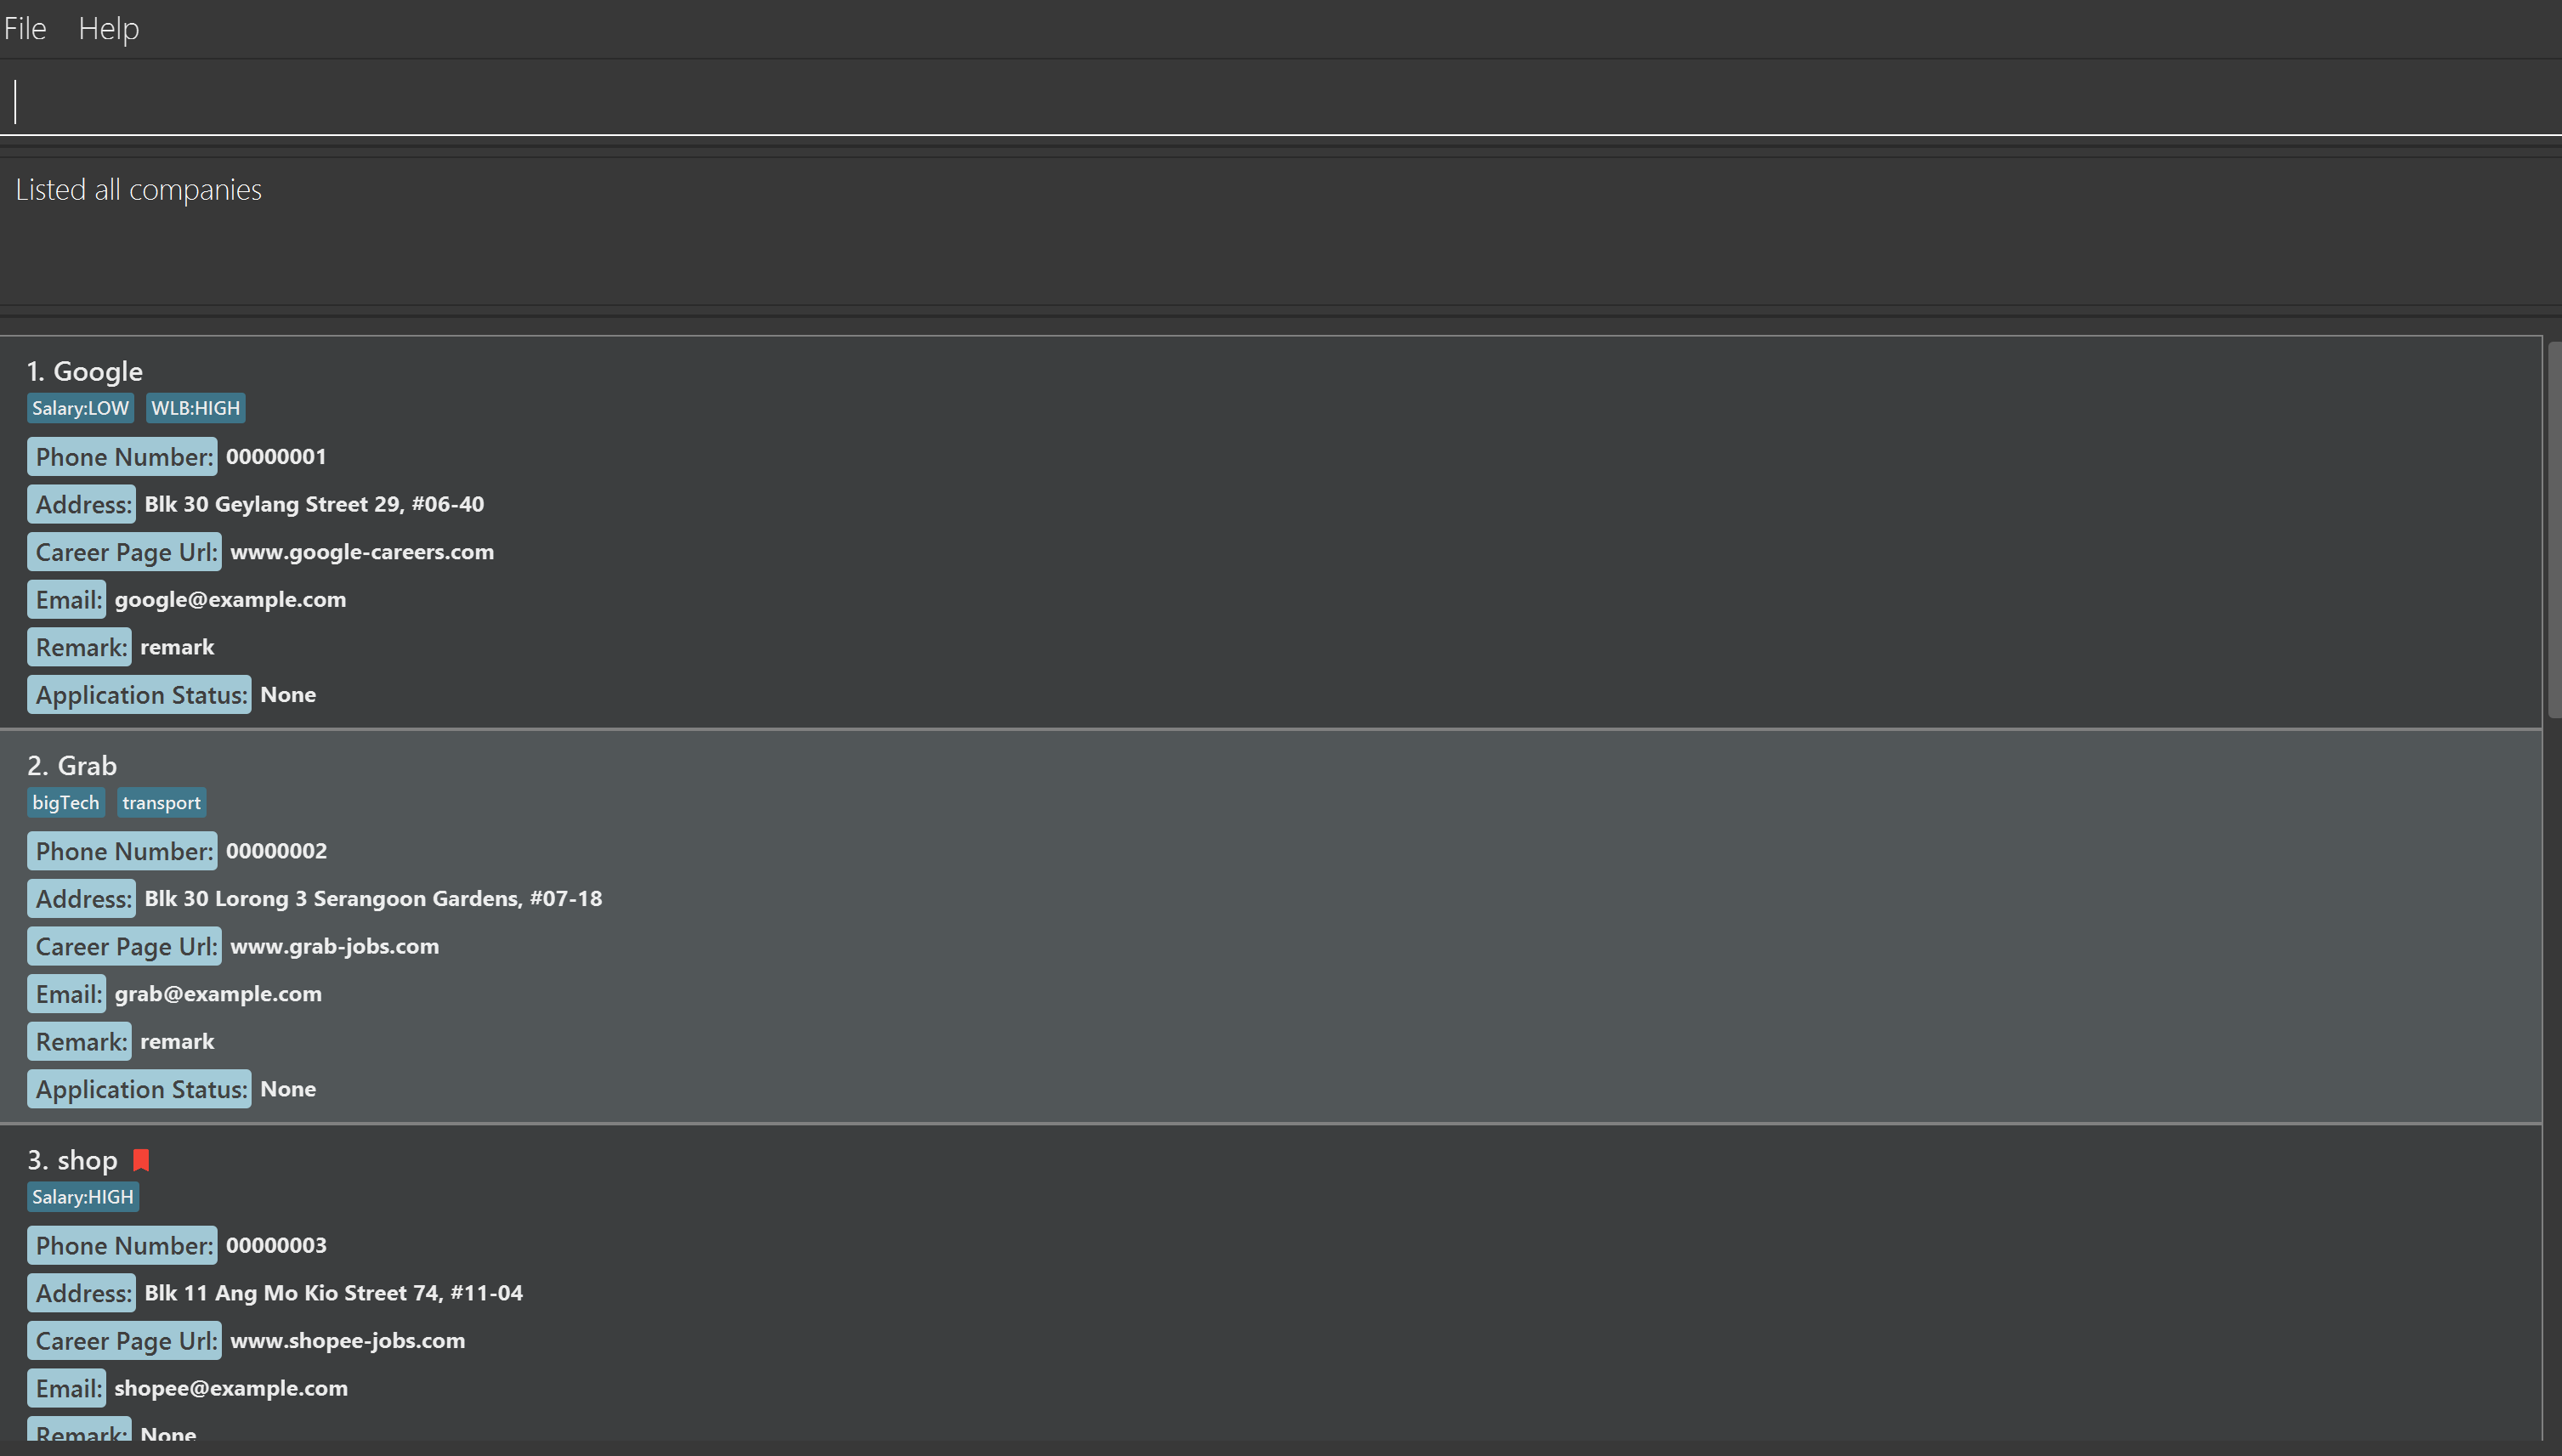 File Help
Listed all companies
1. Google
Salary:LOW WLB:HIGH
Phone Number: 00000001
Address: Blk 30 Geylang Street 29, #06-40
Career Page Url: www.google-careers.com
Email: google@example.com
Remark: remark
Application Status: None
2. Grab
bigTech transport
Phone Number: 00000002
Address: Blk 30 Lorong 3 Serangoon Gardens, #07-18
Career Page Url: www.grab-jobs.com
Email: grab@example.com
Remark: remark
Application Status: None
3. shop
Salary:HIGH
Phone Number: 00000003
Address: Blk 11 Ang Mo Kio Street 74, #11-04
Career Page Url: www.shopee-jobs.com
Email: shopee@example.com
Remark: None